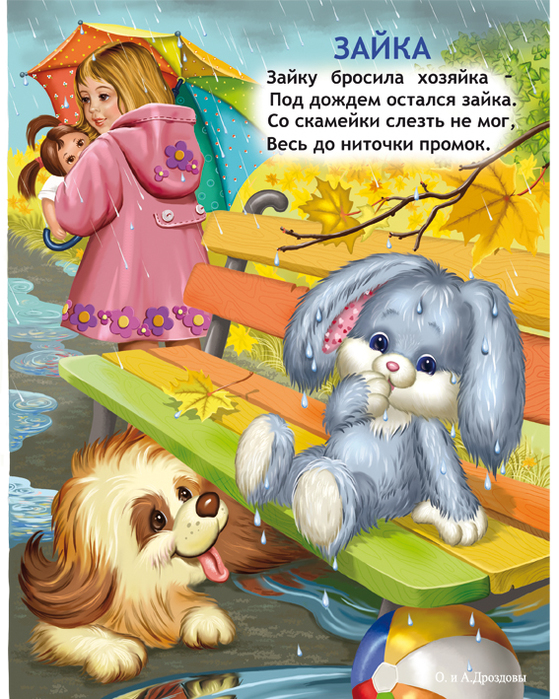 ЗАЙКА
Зайку бросила хозяйка -
Под дождем остался зайка.
Со скамейки слезть не мог,
Весь до ниточки промок.
О. и А.Дроздовы